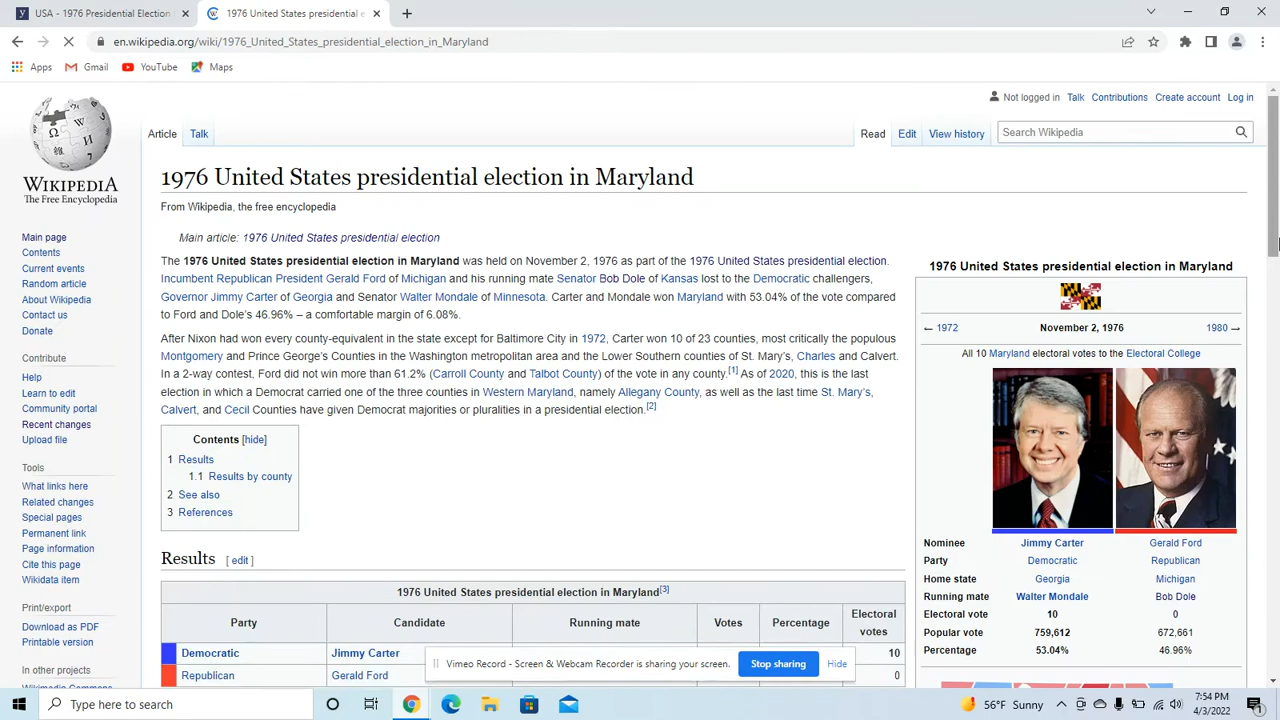 USA - 1976 Presidential Election
1976 United States presidential e
en.wikipedia.org/wiki/1976_United_States_presidential_election_in_Maryland
Apps Gmail YouTube Maps
Not logged in Talk Contributions Create account Log in
Article Talk Read Edit View history Search Wikipedia
WIKIPEDIA
The Free Encyclopedia
Main page
Contents
Current events
Random article
About Wikipedia
Contact us
Donate
Contribute
Help
Learn to edit
Community portal
Recent changes
Upload file
Tools
What links here
Related changes
Special pages
Permanent link
Page information
Cite this page
Wikidata item
Print/export
Download as PDF
Printable version
In other projects
Wikimedia Commons
1976 United States presidential election in Maryland
From Wikipedia, the free encyclopedia
Main article: 1976 United States presidential election
The 1976 United States presidential election in Maryland was held on November 2, 1976 as part of the 1976 United States presidential election.
Incumbent Republican President Gerald Ford of Michigan and his running mate Senator Bob Dole of Kansas lost to the Democratic challengers,
Governor Jimmy Carter of Georgia and Senator Walter Mondale of Minnesota. Carter and Mondale won Maryland with 53.04% of the vote compared
to Ford and Dole's 46.96% – a comfortable margin of 6.08%.
After Nixon had won every county-equivalent in the state except for Baltimore City in 1972, Carter won 10 of 23 counties, most critically the populous
Montgomery and Prince George's Counties in the Washington metropolitan area and the Lower Southern counties of St. Mary's, Charles and Calvert.
In a 2-way contest, Ford did not win more than 61.2% (Carroll County and Talbot County) of the vote in any county.[1] As of 2020, this is the last
election in which a Democrat carried one of the three counties in Western Maryland, namely Allegany County, as well as the last time St. Mary's,
Calvert, and Cecil Counties have given Democrat majorities or pluralities in a presidential election.[2]
Contents [hide]
1 Results
1.1 Results by county
2 See also
3 References
Results [ edit ]
1976 United States presidential election in Maryland[3]
Party Candidate Running mate Votes Percentage Electoral votes
Democratic Jimmy Carter 10
Republican Gerald Ford 0
1976 United States presidential election in Maryland
← 1972 November 2, 1976 1980 →
All 10 Maryland electoral votes to the Electoral College
Nominee Jimmy Carter Gerald Ford
Party Democratic Republican
Home state Georgia Michigan
Running mate Walter Mondale Bob Dole
Electoral vote 10 0
Popular vote 759,612 672,661
Percentage 53.04% 46.96%
Vimeo Record - Screen & Webcam Recorder is sharing your screen. Stop sharing Hide
Type here to search
56°F Sunny
7:54 PM
4/3/2022
1